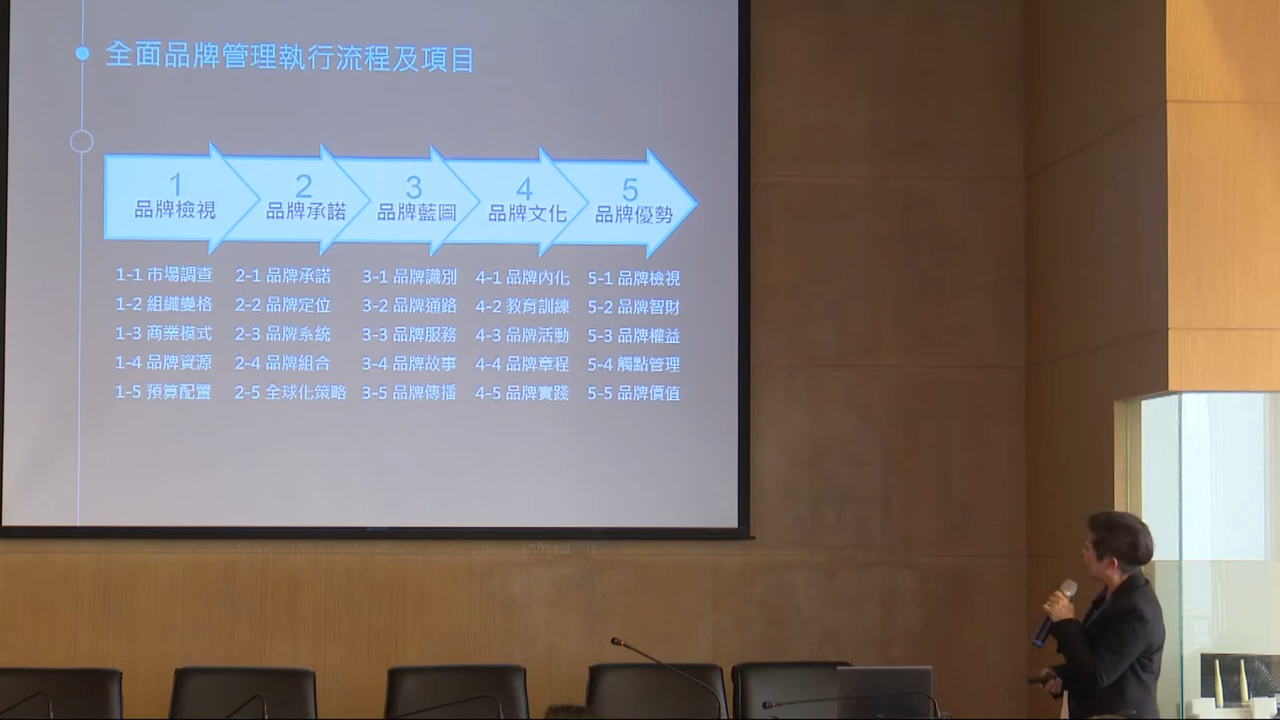 全面品牌管理執行流程及項目
1 2 3 4 5
品牌檢視 品牌承諾 品牌藍圖 品牌文化 品牌優勢
1-1 市場調查 2-1 品牌承諾 3-1 品牌識別 4-1 品牌內化 5-1 品牌檢視
1-2 組織變格 2-2 品牌定位 3-2 品牌通路 4-2 教育訓練 5-2 品牌智財
1-3 商業模式 2-3 品牌系統 3-3 品牌服務 4-3 品牌活動 5-3 品牌權益
1-4 品牌資源 2-4 品牌組合 3-4 品牌故事 4-4 品牌章程 5-4 觸點管理
1-5 預算配置 2-5 全球化策略 3-5 品牌傳播 4-5 品牌實踐 5-5 品牌價值